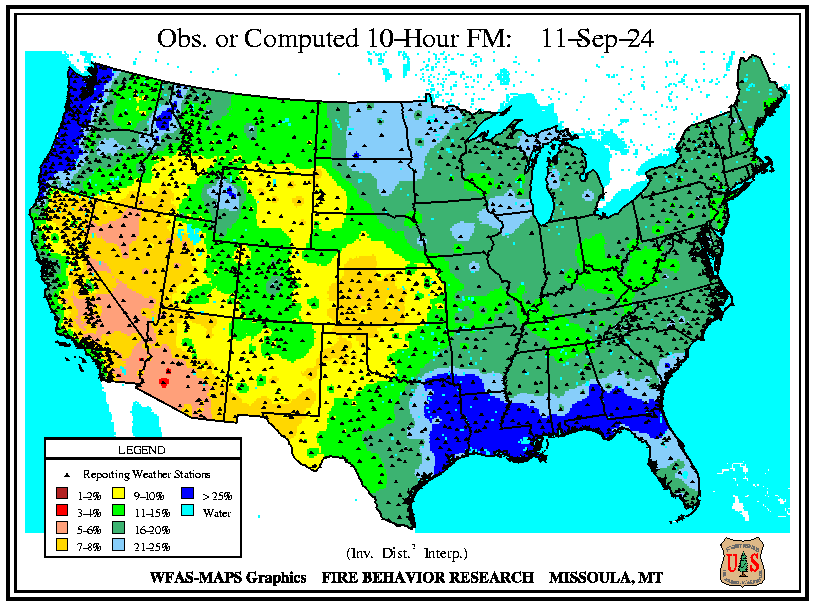 Obs. or Computed 10-Hour FM: 11-Sep-24
LEGEND
Reporting Weather Stations
1-2% 9-10% > 25%
3-4% 11-15% Water
5-6% 16-20%
7-8% 21-25%
(Inv. Dist.² Interp.)
WFAS-MAPS Graphics FIRE BEHAVIOR RESEARCH MISSOULA, MT
U S